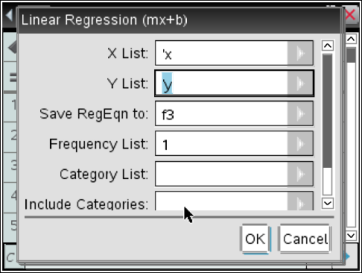 Linear Regression (mx+b)
X List: 'x
Y List: 'y
Save RegEqn to: f3
Frequency List: 1
Category List:
Include Categories:
OK Cancel